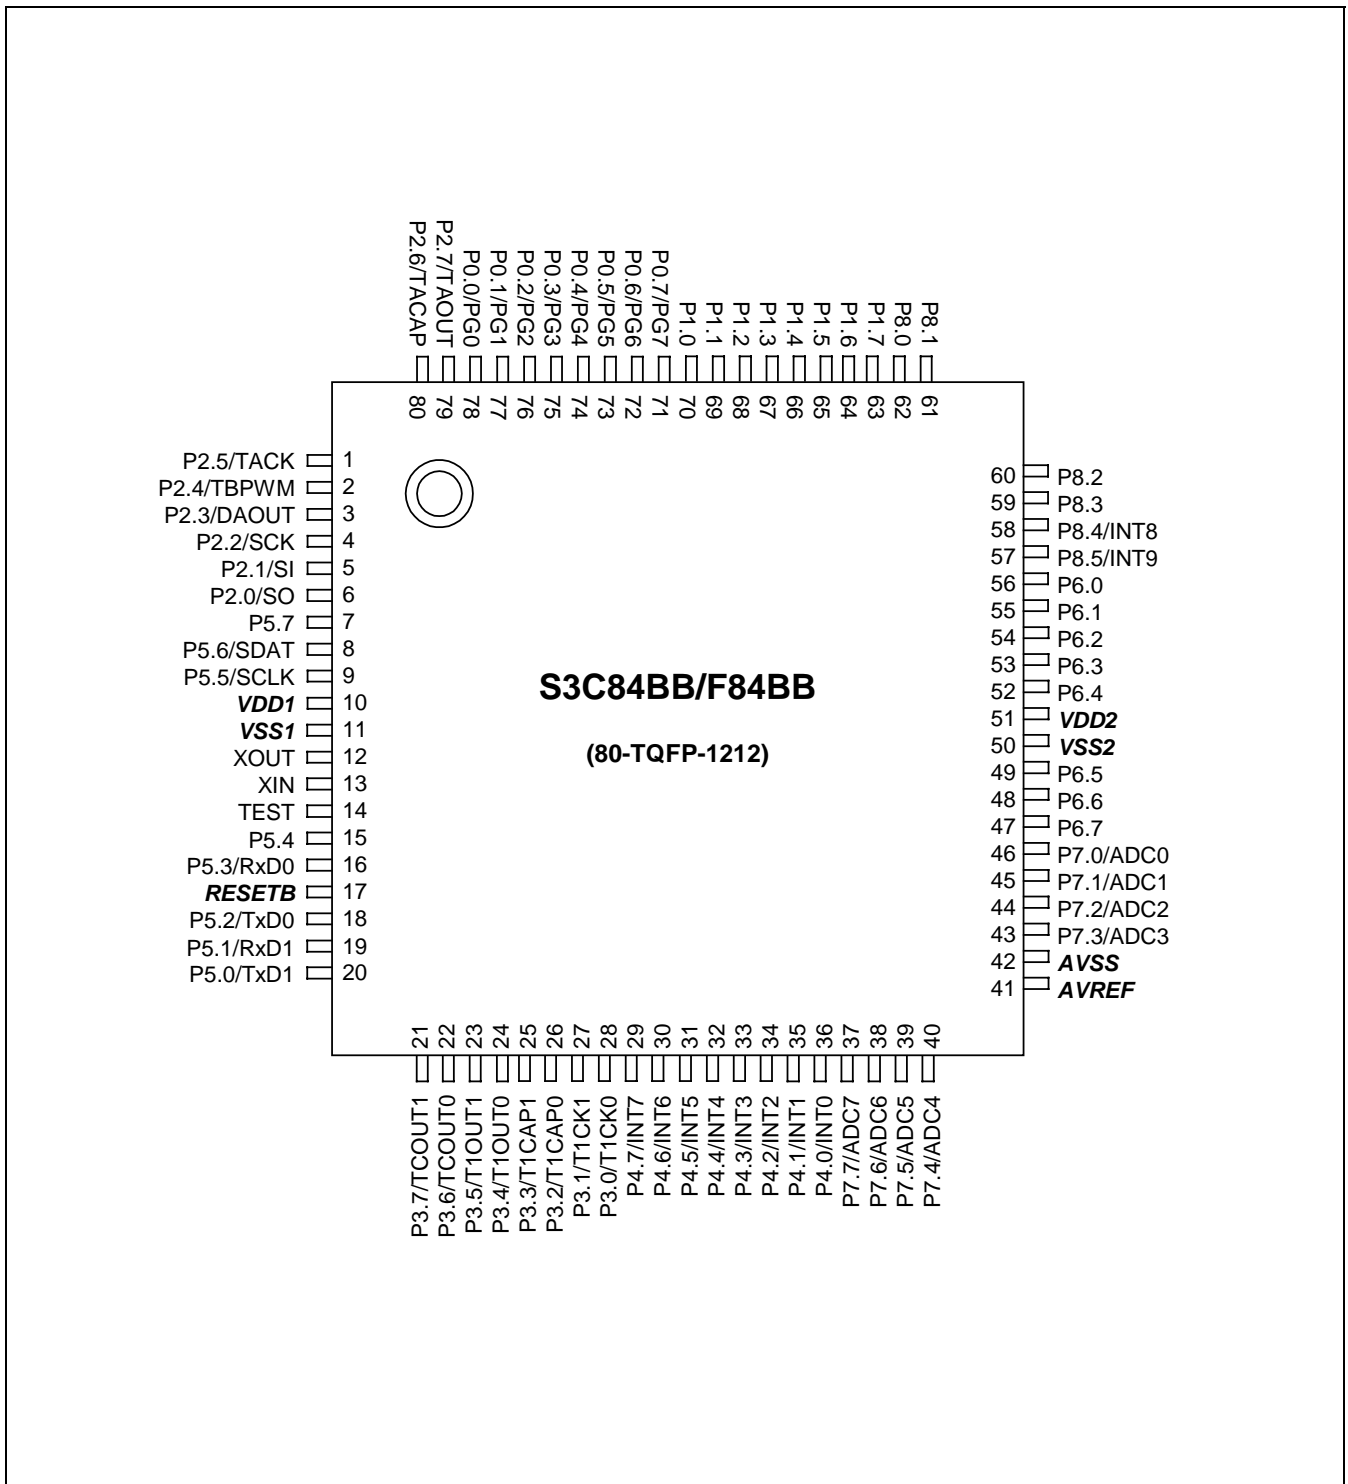 P2.6/TACAP
P2.7/TAOUT
P0.0/PG0
P0.1/PG1
P0.2/PG2
P0.3/PG3
P0.4/PG4
P0.5/PG5
P0.6/PG6
P0.7/PG7
P1.0
P1.1
P1.2
P1.3
P1.4
P1.5
P1.6
P1.7
P8.0
P8.1
80
79
78
77
76
75
74
73
72
71
70
69
68
67
66
65
64
63
62
61
P2.5/TACK 1
P2.4/TBPWM 2
P2.3/DAOUT 3
P2.2/SCK 4
P2.1/SI 5
P2.0/SO 6
P5.7 7
P5.6/SDAT 8
P5.5/SCLK 9
VDD1 10
VSS1 11
XOUT 12
XIN 13
TEST 14
P5.4 15
P5.3/RxD0 16
RESETB 17
P5.2/TxD0 18
P5.1/RxD1 19
P5.0/TxD1 20
S3C84BB/F84BB
(80-TQFP-1212)
60 P8.2
59 P8.3
58 P8.4/INT8
57 P8.5/INT9
56 P6.0
55 P6.1
54 P6.2
53 P6.3
52 P6.4
51 VDD2
50 VSS2
49 P6.5
48 P6.6
47 P6.7
46 P7.0/ADC0
45 P7.1/ADC1
44 P7.2/ADC2
43 P7.3/ADC3
42 AVSS
41 AVREF
21
22
23
24
25
26
27
28
29
30
31
32
33
34
35
36
37
38
39
40
P3.7/TCOUT1
P3.6/TCOUT0
P3.5/T1OUT1
P3.4/T1OUT0
P3.3/T1CAP1
P3.2/T1CAP0
P3.1/T1CK1
P3.0/T1CK0
P4.7/INT7
P4.6/INT6
P4.5/INT5
P4.4/INT4
P4.3/INT3
P4.2/INT2
P4.1/INT1
P4.0/INT0
P7.7/ADC7
P7.6/ADC6
P7.5/ADC5
P7.4/ADC4